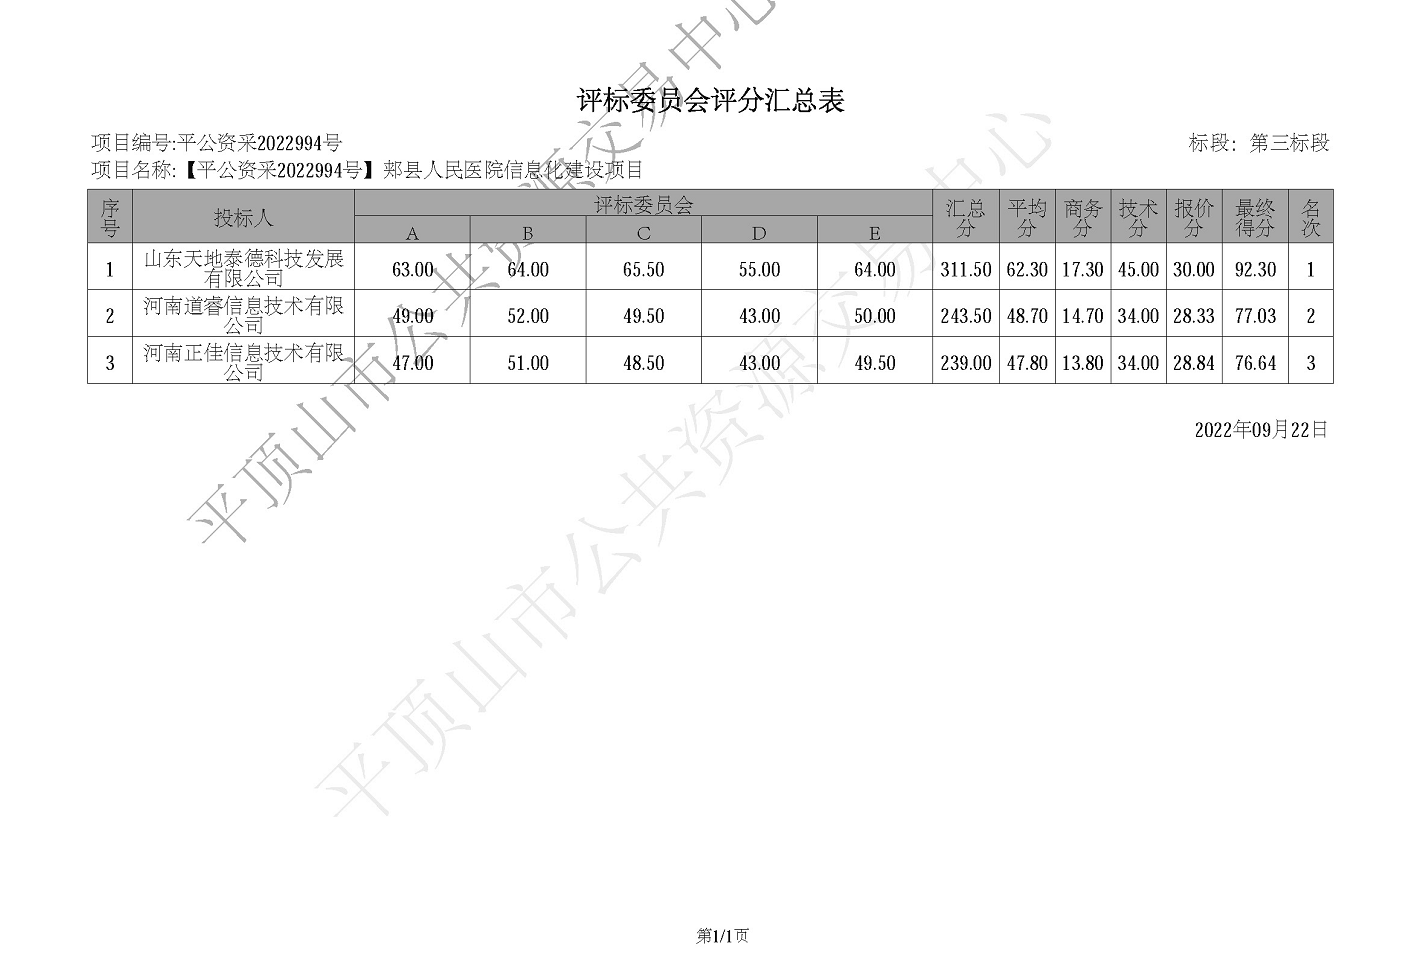 评标委员会评分汇总表
项目编号:平公资采2022994号 标段：第三标段
项目名称:【平公资采2022994号】郏县人民医院信息化建设项目
序号 投标人 评标委员会 汇总分 平均分 商务分 技术分 报价分 最终得分 名次
A B C D E
1 山东天地泰德科技发展有限公司 63.00 64.00 65.50 55.00 64.00 311.50 62.30 17.30 45.00 30.00 92.30 1
2 河南道睿信息技术有限公司 49.00 52.00 49.50 43.00 50.00 243.50 48.70 14.70 34.00 28.33 77.03 2
3 河南正佳信息技术有限公司 47.00 51.00 48.50 43.00 49.50 239.00 47.80 13.80 34.00 28.84 76.64 3
2022年09月22日
平顶山市公共资源交易中心
平顶山市公共资源交易中心
第1/1页